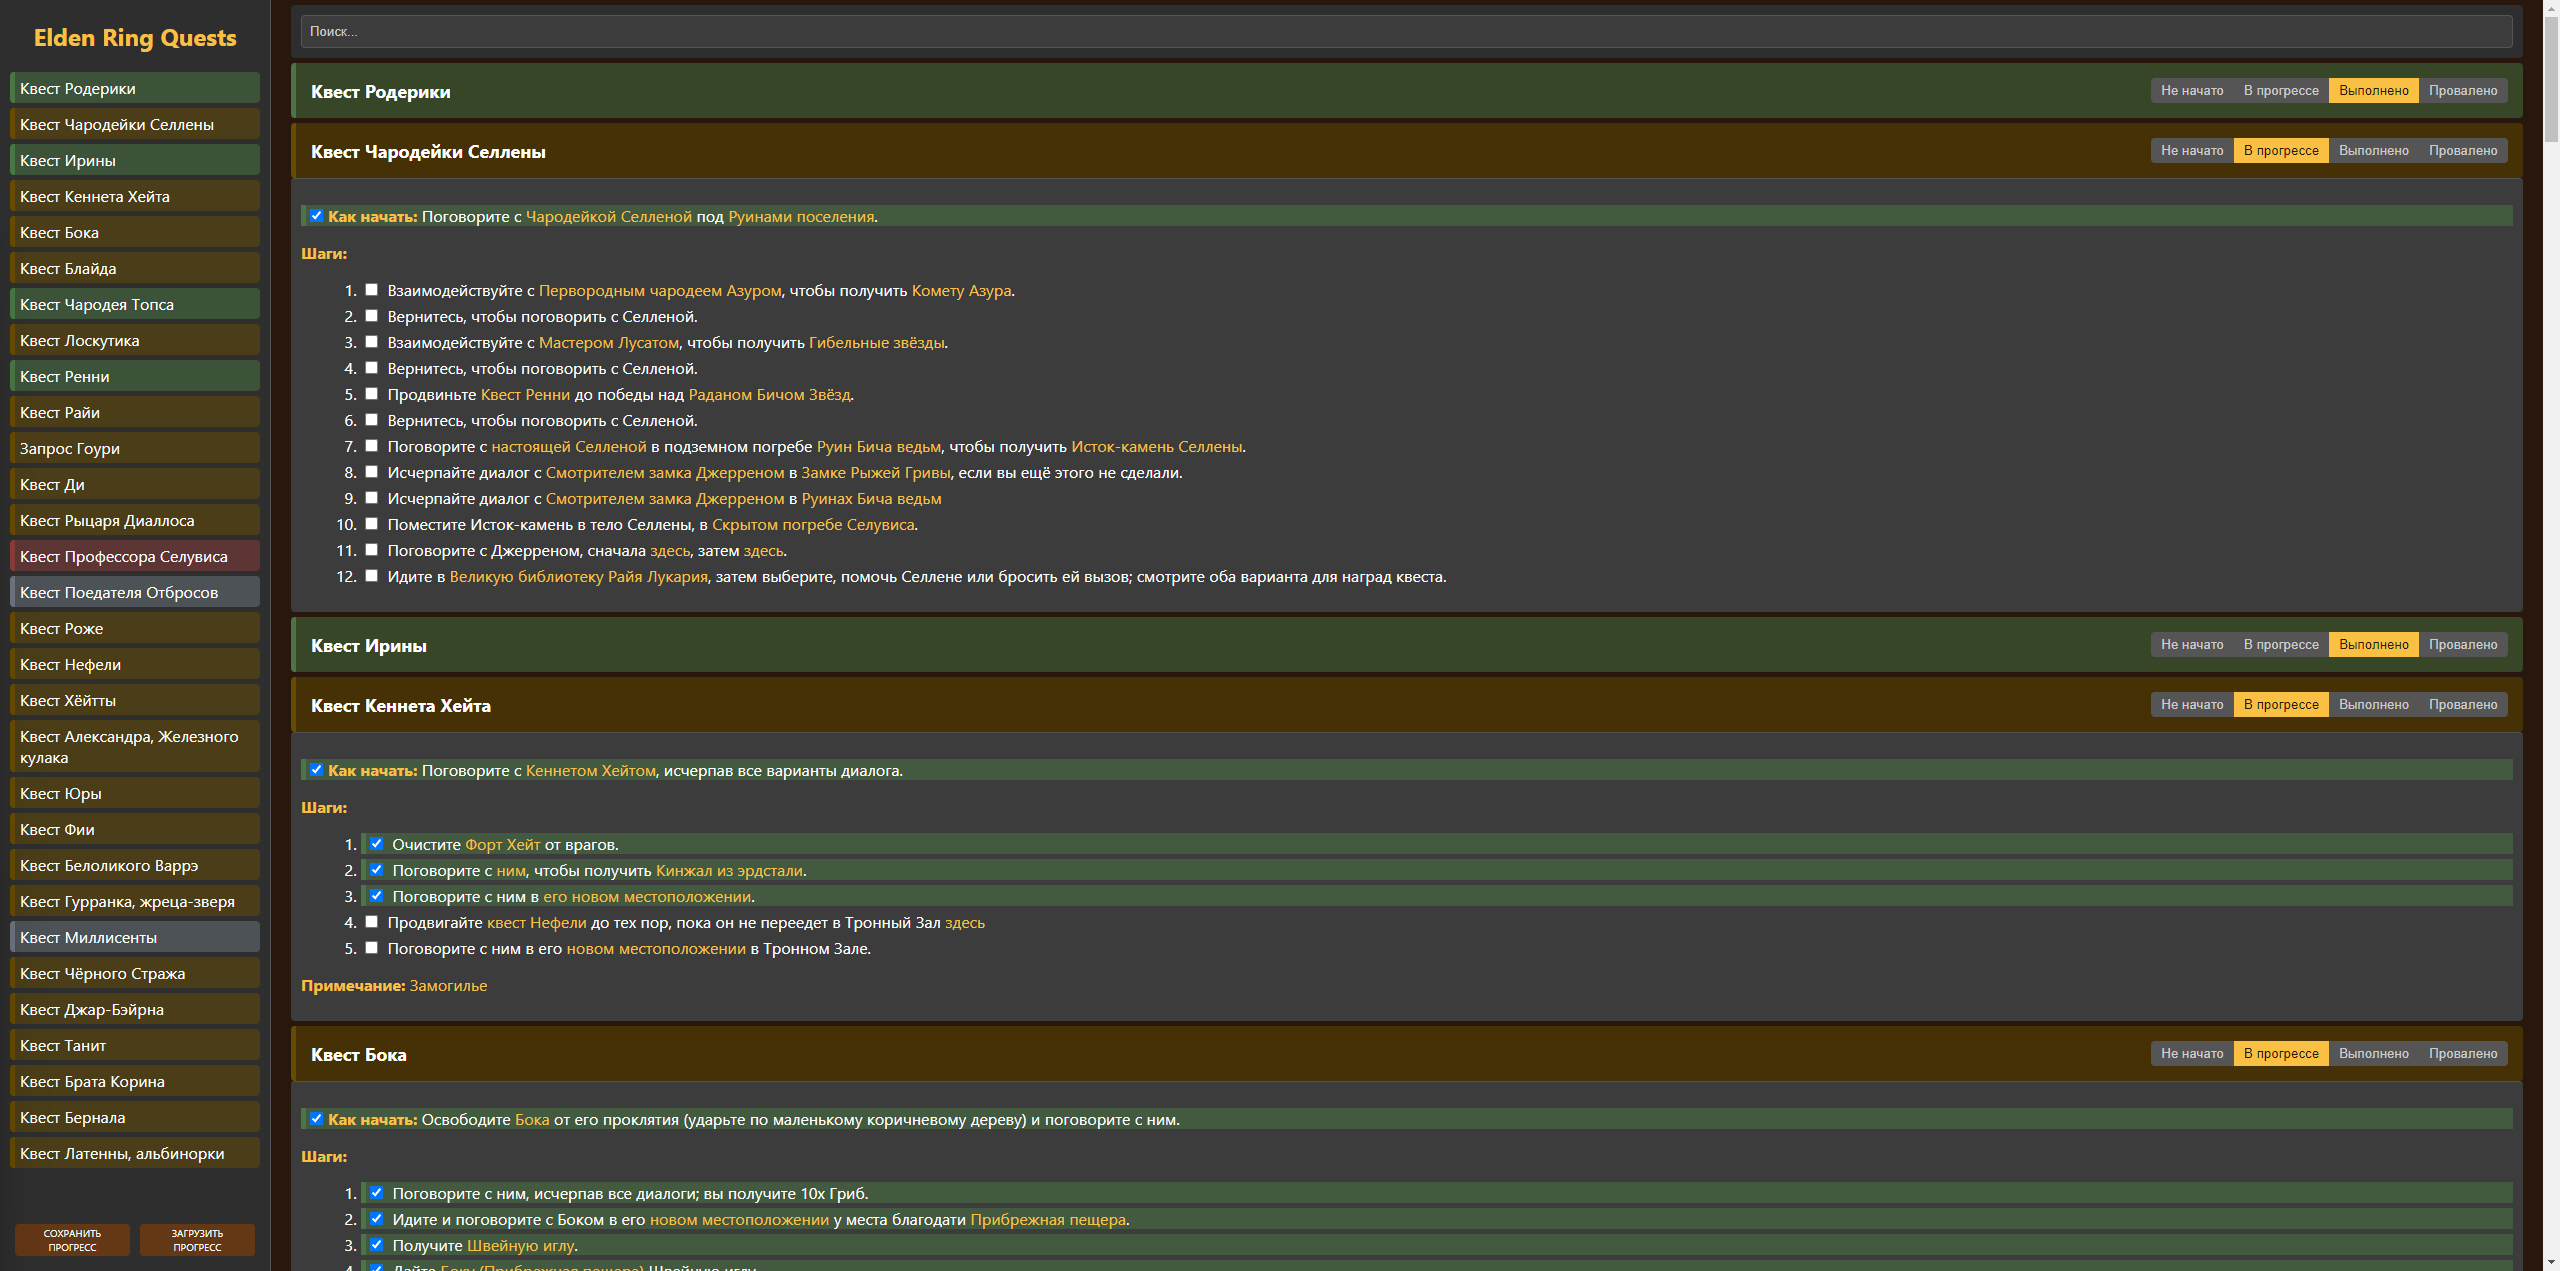 Elden Ring Quests
Квест Родерики
Квест Чародейки Селлены
Квест Ирины
Квест Кеннета Хейта
Квест Бока
Квест Блайда
Квест Чародея Топса
Квест Лоскутика
Квест Ренни
Квест Райи
Запрос Гоури
Квест Ди
Квест Рыцаря Диаллоса
Квест Профессора Селувиса
Квест Поедателя Отбросов
Квест Роже
Квест Нефели
Квест Хёйтты
Квест Александра, Железного
кулака
Квест Юры
Квест Фии
Квест Белоликого Варрэ
Квест Гурранка, жреца-зверя
Квест Миллисенты
Квест Чёрного Стража
Квест Джар-Бэйрна
Квест Танит
Квест Брата Корина
Квест Бернала
Квест Латенны, альбинорки
СОХРАНИТЬ
ПРОГРЕСС
ЗАГРУЗИТЬ
ПРОГРЕСС
Поиск...
Квест Родерики
Не начато В прогрессе Выполнено Провалено
Квест Чародейки Селлены
Не начато В прогрессе Выполнено Провалено
Как начать: Поговорите с Чародейкой Селленой под Руинами поселения.
Шаги:
1. Взаимодействуйте с Первородным чародеем Азуром, чтобы получить Комету Азура.
2. Вернитесь, чтобы поговорить с Селленой.
3. Взаимодействуйте с Мастером Лусатом, чтобы получить Гибельные звёзды.
4. Вернитесь, чтобы поговорить с Селленой.
5. Продвиньте Квест Ренни до победы над Раданом Бичом Звёзд.
6. Вернитесь, чтобы поговорить с Селленой.
7. Поговорите с настоящей Селленой в подземном погребе Руин Бича ведьм, чтобы получить Исток-камень Селлены.
8. Исчерпайте диалог с Смотрителем замка Джерреном в Замке Рыжей Гривы, если вы ещё этого не сделали.
9. Исчерпайте диалог с Смотрителем замка Джерреном в Руинах Бича ведьм
10. Поместите Исток-камень в тело Селлены, в Скрытом погребе Селувиса.
11. Поговорите с Джерреном, сначала здесь, затем здесь.
12. Идите в Великую библиотеку Райя Лукария, затем выберите, помочь Селлене или бросить ей вызов; смотрите оба варианта для наград квеста.
Квест Ирины
Не начато В прогрессе Выполнено Провалено
Квест Кеннета Хейта
Не начато В прогрессе Выполнено Провалено
Как начать: Поговорите с Кеннетом Хейтом, исчерпав все варианты диалога.
Шаги:
1. Очистите Форт Хейт от врагов.
2. Поговорите с ним, чтобы получить Кинжал из эрдстали.
3. Поговорите с ним в его новом местоположении.
4. Продвигайте квест Нефели до тех пор, пока он не переедет в Тронный Зал здесь
5. Поговорите с ним в его новом местоположении в Тронном Зале.
Примечание: Замогилье
Квест Бока
Не начато В прогрессе Выполнено Провалено
Как начать: Освободите Бока от его проклятия (ударьте по маленькому коричневому дереву) и поговорите с ним.
Шаги:
1. Поговорите с ним, исчерпав все диалоги; вы получите 10x Гриб.
2. Идите и поговорите с Боком в его новом местоположении у места благодати Прибрежная пещера.
3. Получите Швейную иглу.
4. Дайте Боку (Прибрежная пещера) Швейную иглу.